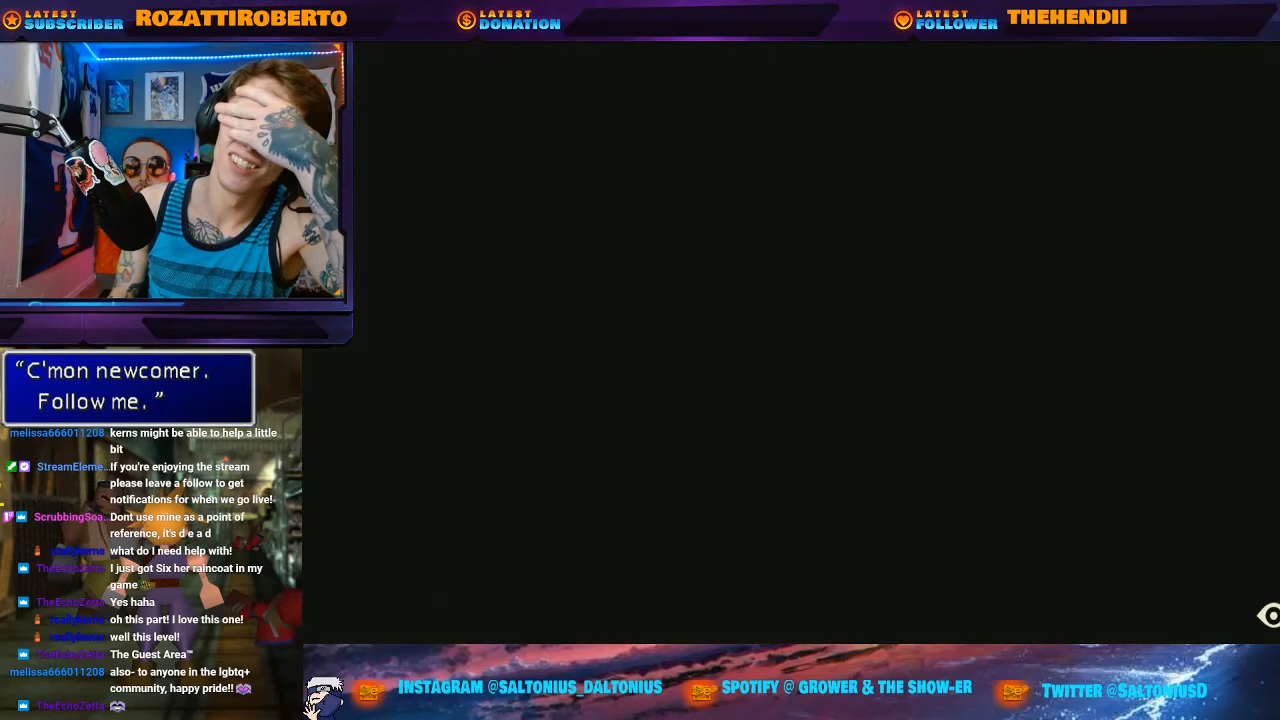 LATEST
SUBSCRIBER
ROZATTIROBERTO
LATEST
DONATION
LATEST
FOLLOWER
THEHENDII
“C'mon newcomer.
Follow me.”
melissa666011208 kerns might be able to help a little
bit
StreamEleme... If you're enjoying the stream
please leave a follow to get
notifications for when we go live!
ScrubbingSoa... Dont use mine as a point of
reference, it's d e a d
reallykerns what do I need help with!
TheEchoZetta I just got Six her raincoat in my
game
TheEchoZetta Yes haha
reallykerns oh this part! I love this one!
reallykerns well this level!
TheEchoZetta The Guest Area™
melissa666011208 also- to anyone in the lgbtq+
community, happy pride!!
TheEchoZetta
INSTAGRAM @SALTONIUS_DALTONIUS
SPOTIFY @ GROWER & THE SHOW-ER
TWITTER @SALTONIUSD